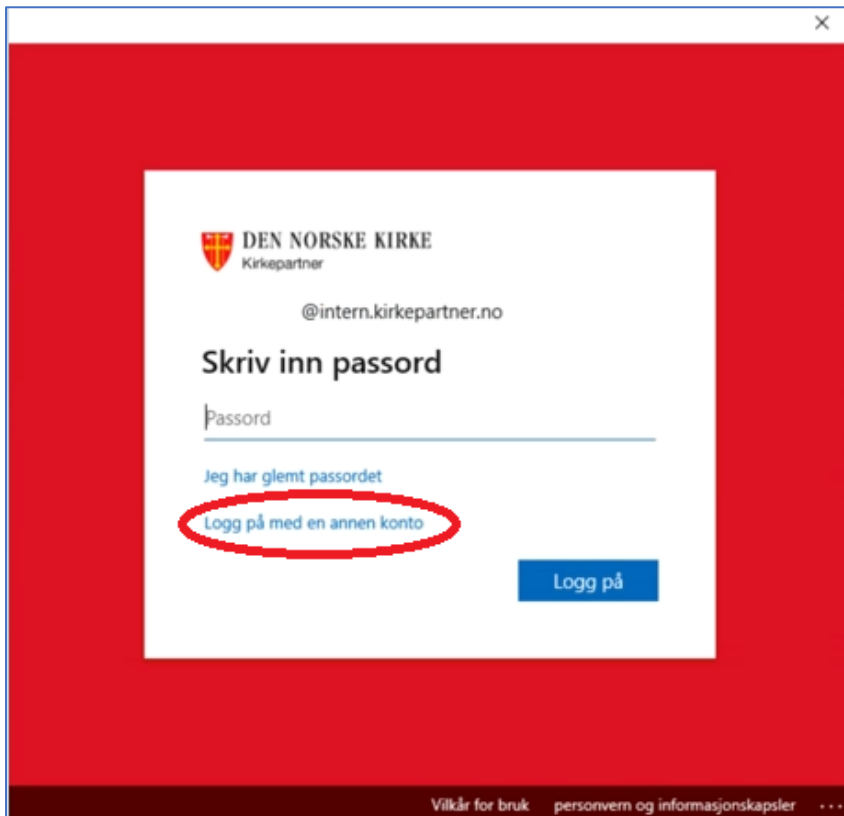 DEN NORSKE KIRKE
Kirkepartner
@intern.kirkepartner.no
Skriv inn passord
Passord
Jeg har glemt passordet
Logg på med en annen konto
Logg på
Vilkår for bruk personvern og informasjonskapsler ...